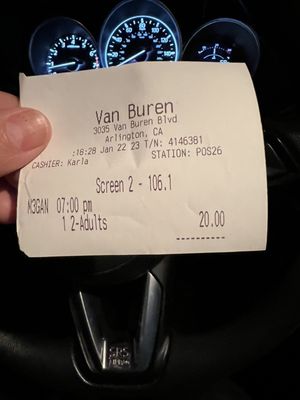 Van Buren
3035 Van Buren Blvd
Arlington, CA
:18:28 Jan 22 23 T/N: 4146381
CASHIER: Karla STATION: POS26
Screen 2 - 106.1
M3GAN 07:00 pm
1 2-Adults 20.00
SRS